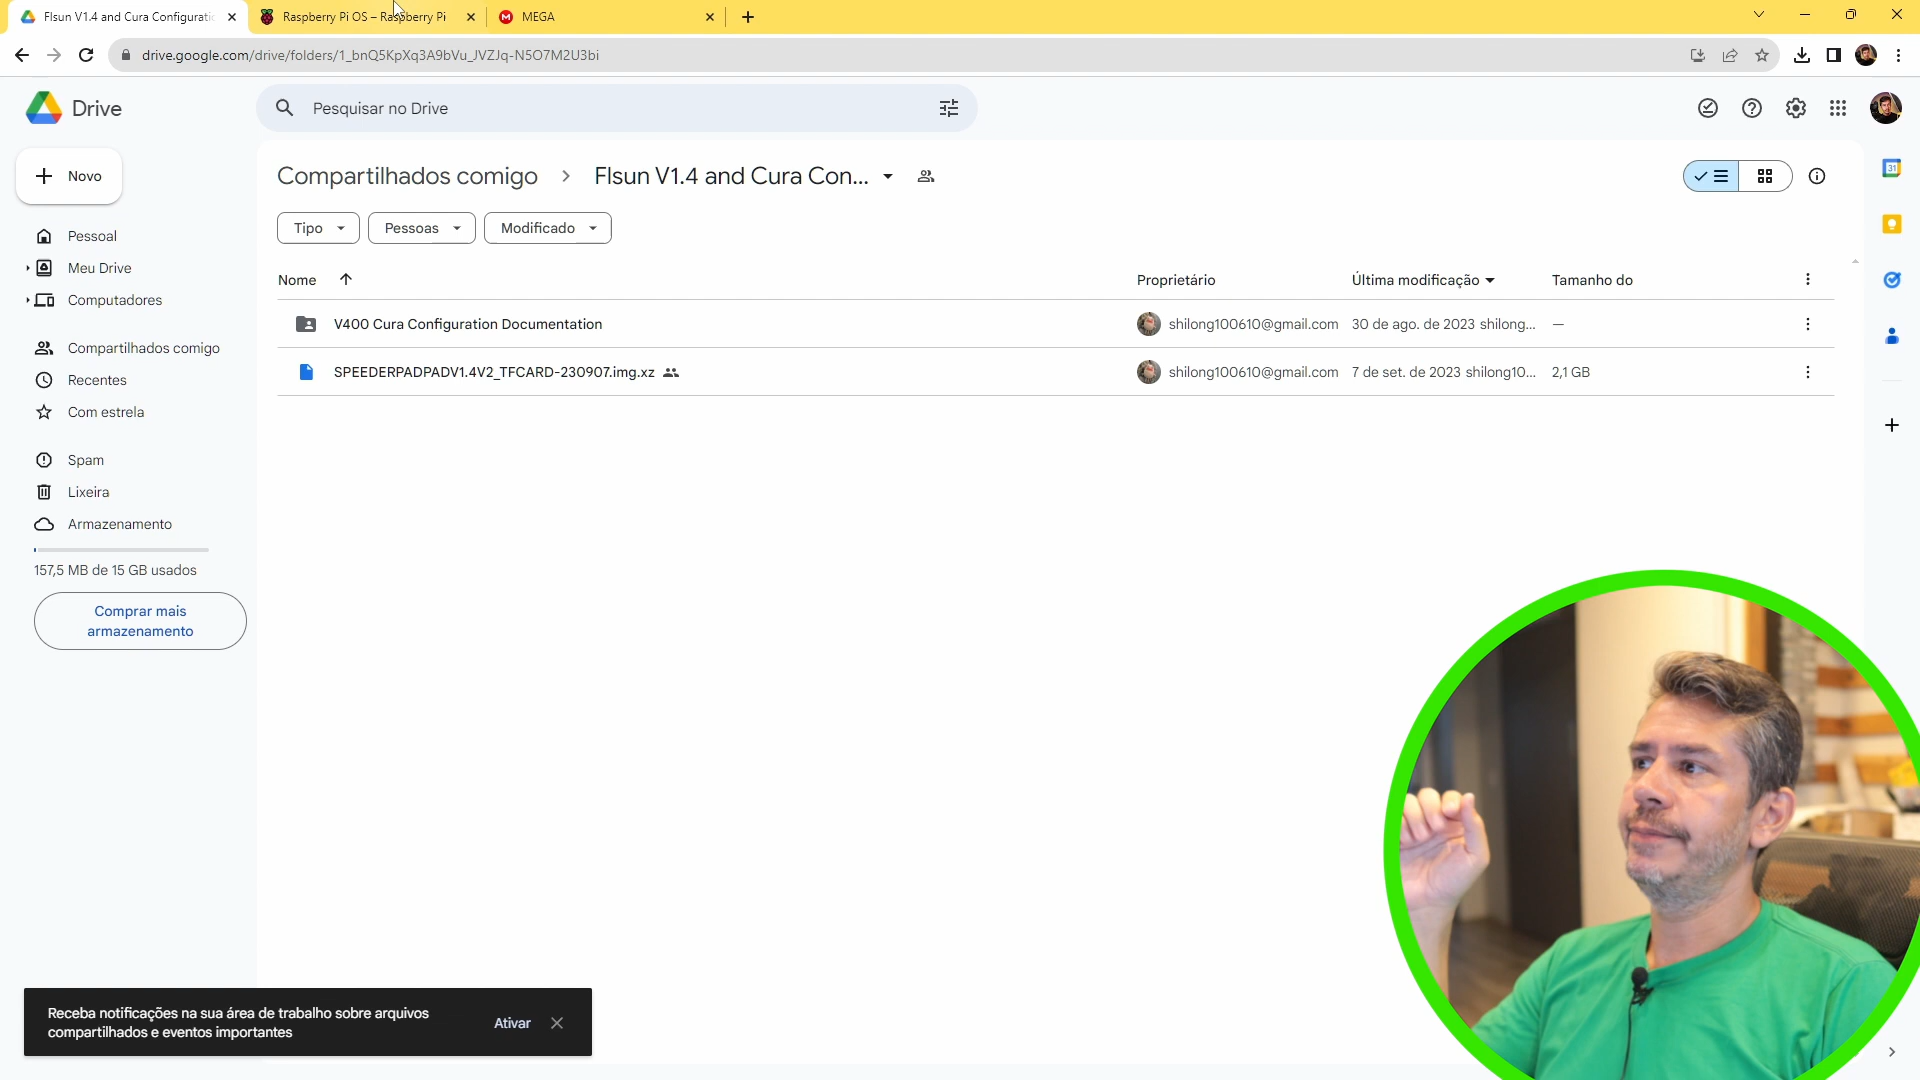 Flsun V1.4 and Cura Configuratic
Raspberry Pi OS – Raspberry Pi
MEGA
drive.google.com/drive/folders/1_bnQ5KpXq3A9bVu_JVZJq-N5O7M2U3bi
Drive
Pesquisar no Drive
Novo
Compartilhados comigo > Flsun V1.4 and Cura Con...
Tipo
Pessoas
Modificado
Pessoal
Meu Drive
Computadores
Compartilhados comigo
Recentes
Com estrela
Spam
Lixeira
Armazenamento
157,5 MB de 15 GB usados
Comprar mais
armazenamento
Nome
Proprietário
Última modificação
Tamanho do
V400 Cura Configuration Documentation
shilong100610@gmail.com
30 de ago. de 2023 shilong...
—
SPEEDERPADPADV1.4V2_TFCARD-230907.img.xz
shilong100610@gmail.com
7 de set. de 2023 shilong10...
2,1 GB
31
Receba notificações na sua área de trabalho sobre arquivos
compartilhados e eventos importantes
Ativar